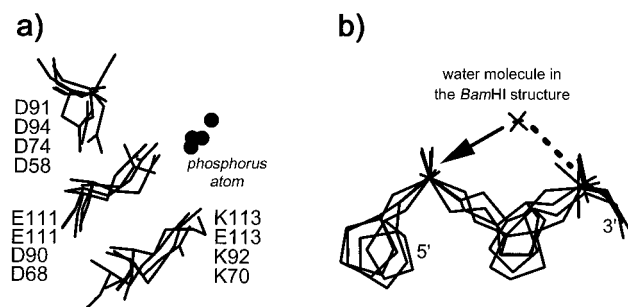 a)
D91
D94
D74
D58
phosphorus
atom
E111
E111
D90
D68
K113
E113
K92
K70
b)
water molecule in
the BamHI structure
5'
3'